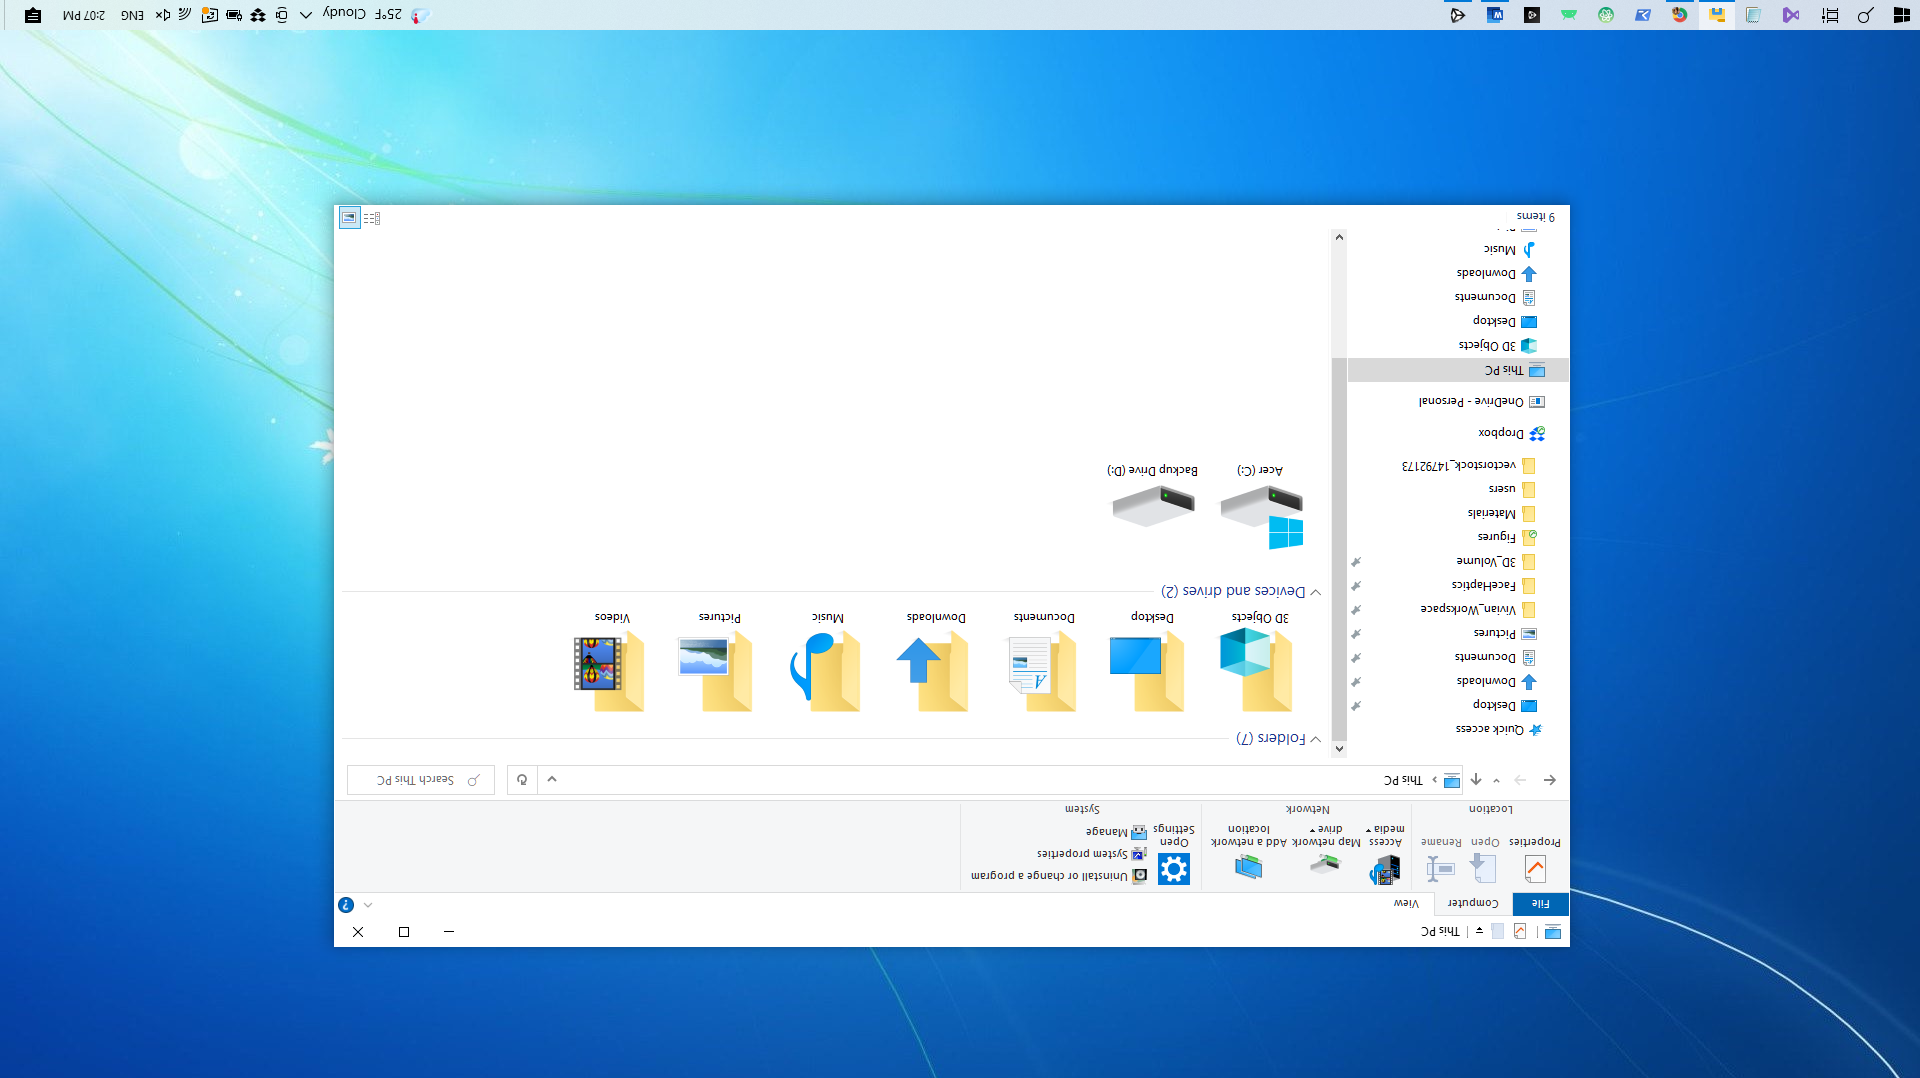 This PC
File
Computer
View
Properties
Open
Rename
Location
Access media
Map network drive
Add a network location
Network
Open Settings
Uninstall or change a program
System properties
Manage
System
This PC
Search This PC
Quick access
Desktop
Downloads
Documents
Pictures
Vivian_Workspace
FaceHaptics
3D_Volume
Figures
Materials
users
vectorstock_14792173
Dropbox
OneDrive - Personal
This PC
3D Objects
Desktop
Documents
Downloads
Music
Folders (7)
3D Objects
Desktop
Documents
Downloads
Music
Pictures
Videos
Devices and drives (2)
Acer (C:)
Backup Drive (D:)
9 items
25°F Cloudy
ENG
2:07 PM